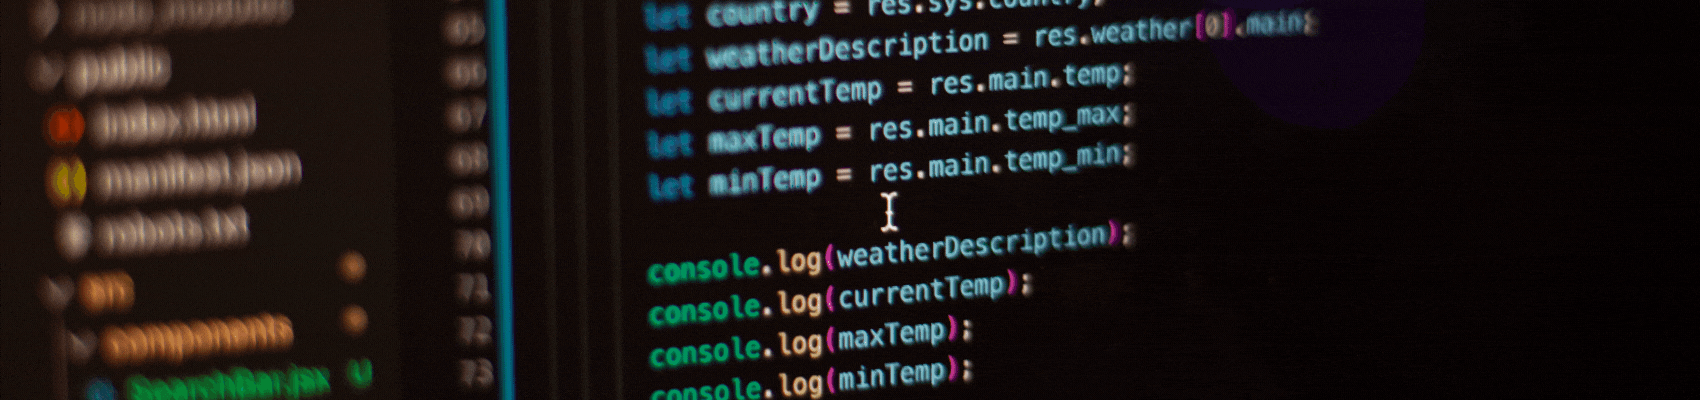 node_modules
public
index.html
manifest.json
robots.txt
src
components
SearchBar.jsx U
65
66
67
68
69
70
71
72
73
let country = res.sys.country;
let weatherDescription = res.weather[0].main;
let currentTemp = res.main.temp;
let maxTemp = res.main.temp_max;
let minTemp = res.main.temp_min;
console.log(weatherDescription);
console.log(currentTemp);
console.log(maxTemp);
console.log(minTemp);